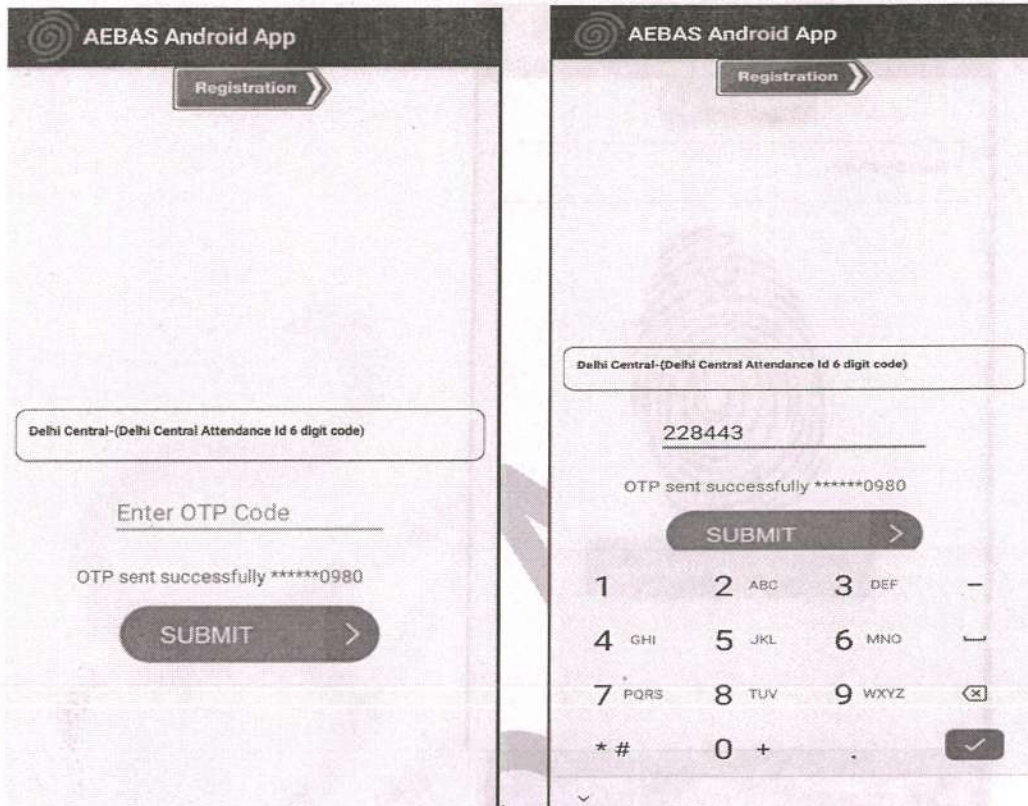 AEBAS Android App
Registration
Delhi Central-(Delhi Central Attendance Id 6 digit code)
Enter OTP Code
OTP sent successfully ******0980
SUBMIT >
AEBAS Android App
Registration
Delhi Central-(Delhi Central Attendance Id 6 digit code)
228443
OTP sent successfully ******0980
SUBMIT >
1 2 ABC 3 DEF –
4 GHI 5 JKL 6 MNO
7 PQRS 8 TUV 9 WXYZ
* # 0 + .